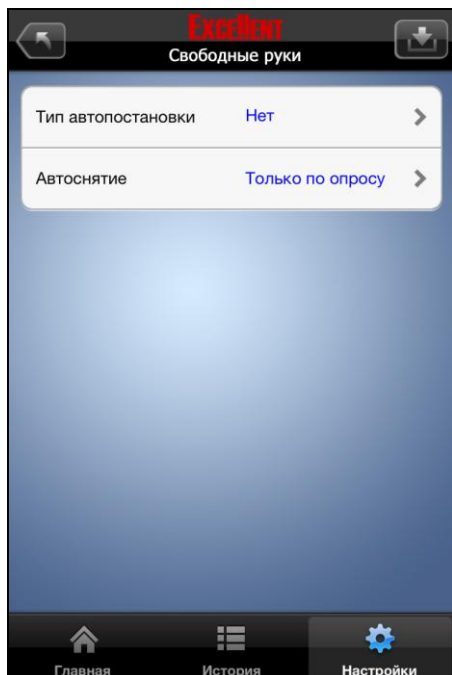 EXCELLENT
Свободные руки
Тип автопостановки Нет
Автоснятие Только по опросу
Главная История Настройки